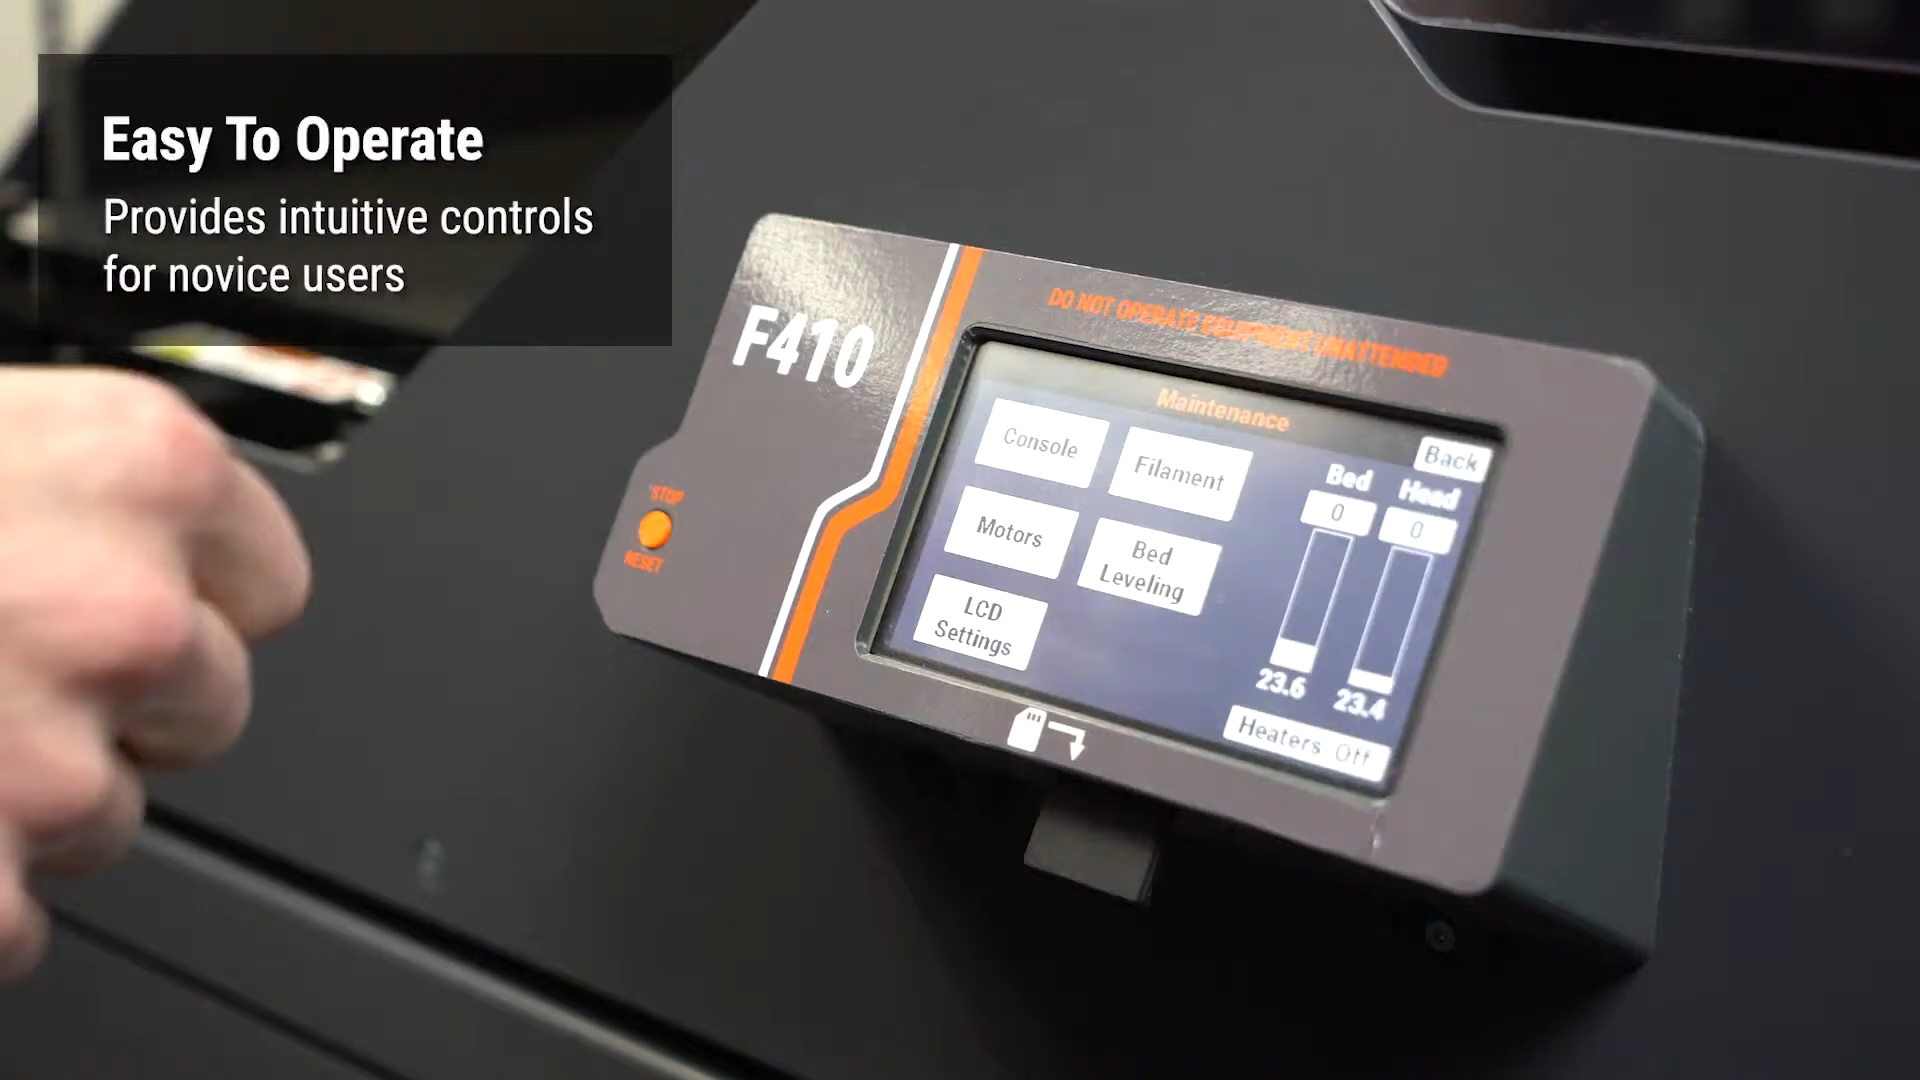 Easy To Operate
Provides intuitive controls
for novice users
F410
DO NOT OPERATE EQUIPMENT UNATTENDED
Maintenance
Back
Console
Filament
Bed
Head
0
0
*STOP
RESET
Motors
Bed
Leveling
LCD
Settings
23.6
23.4
Heaters Off